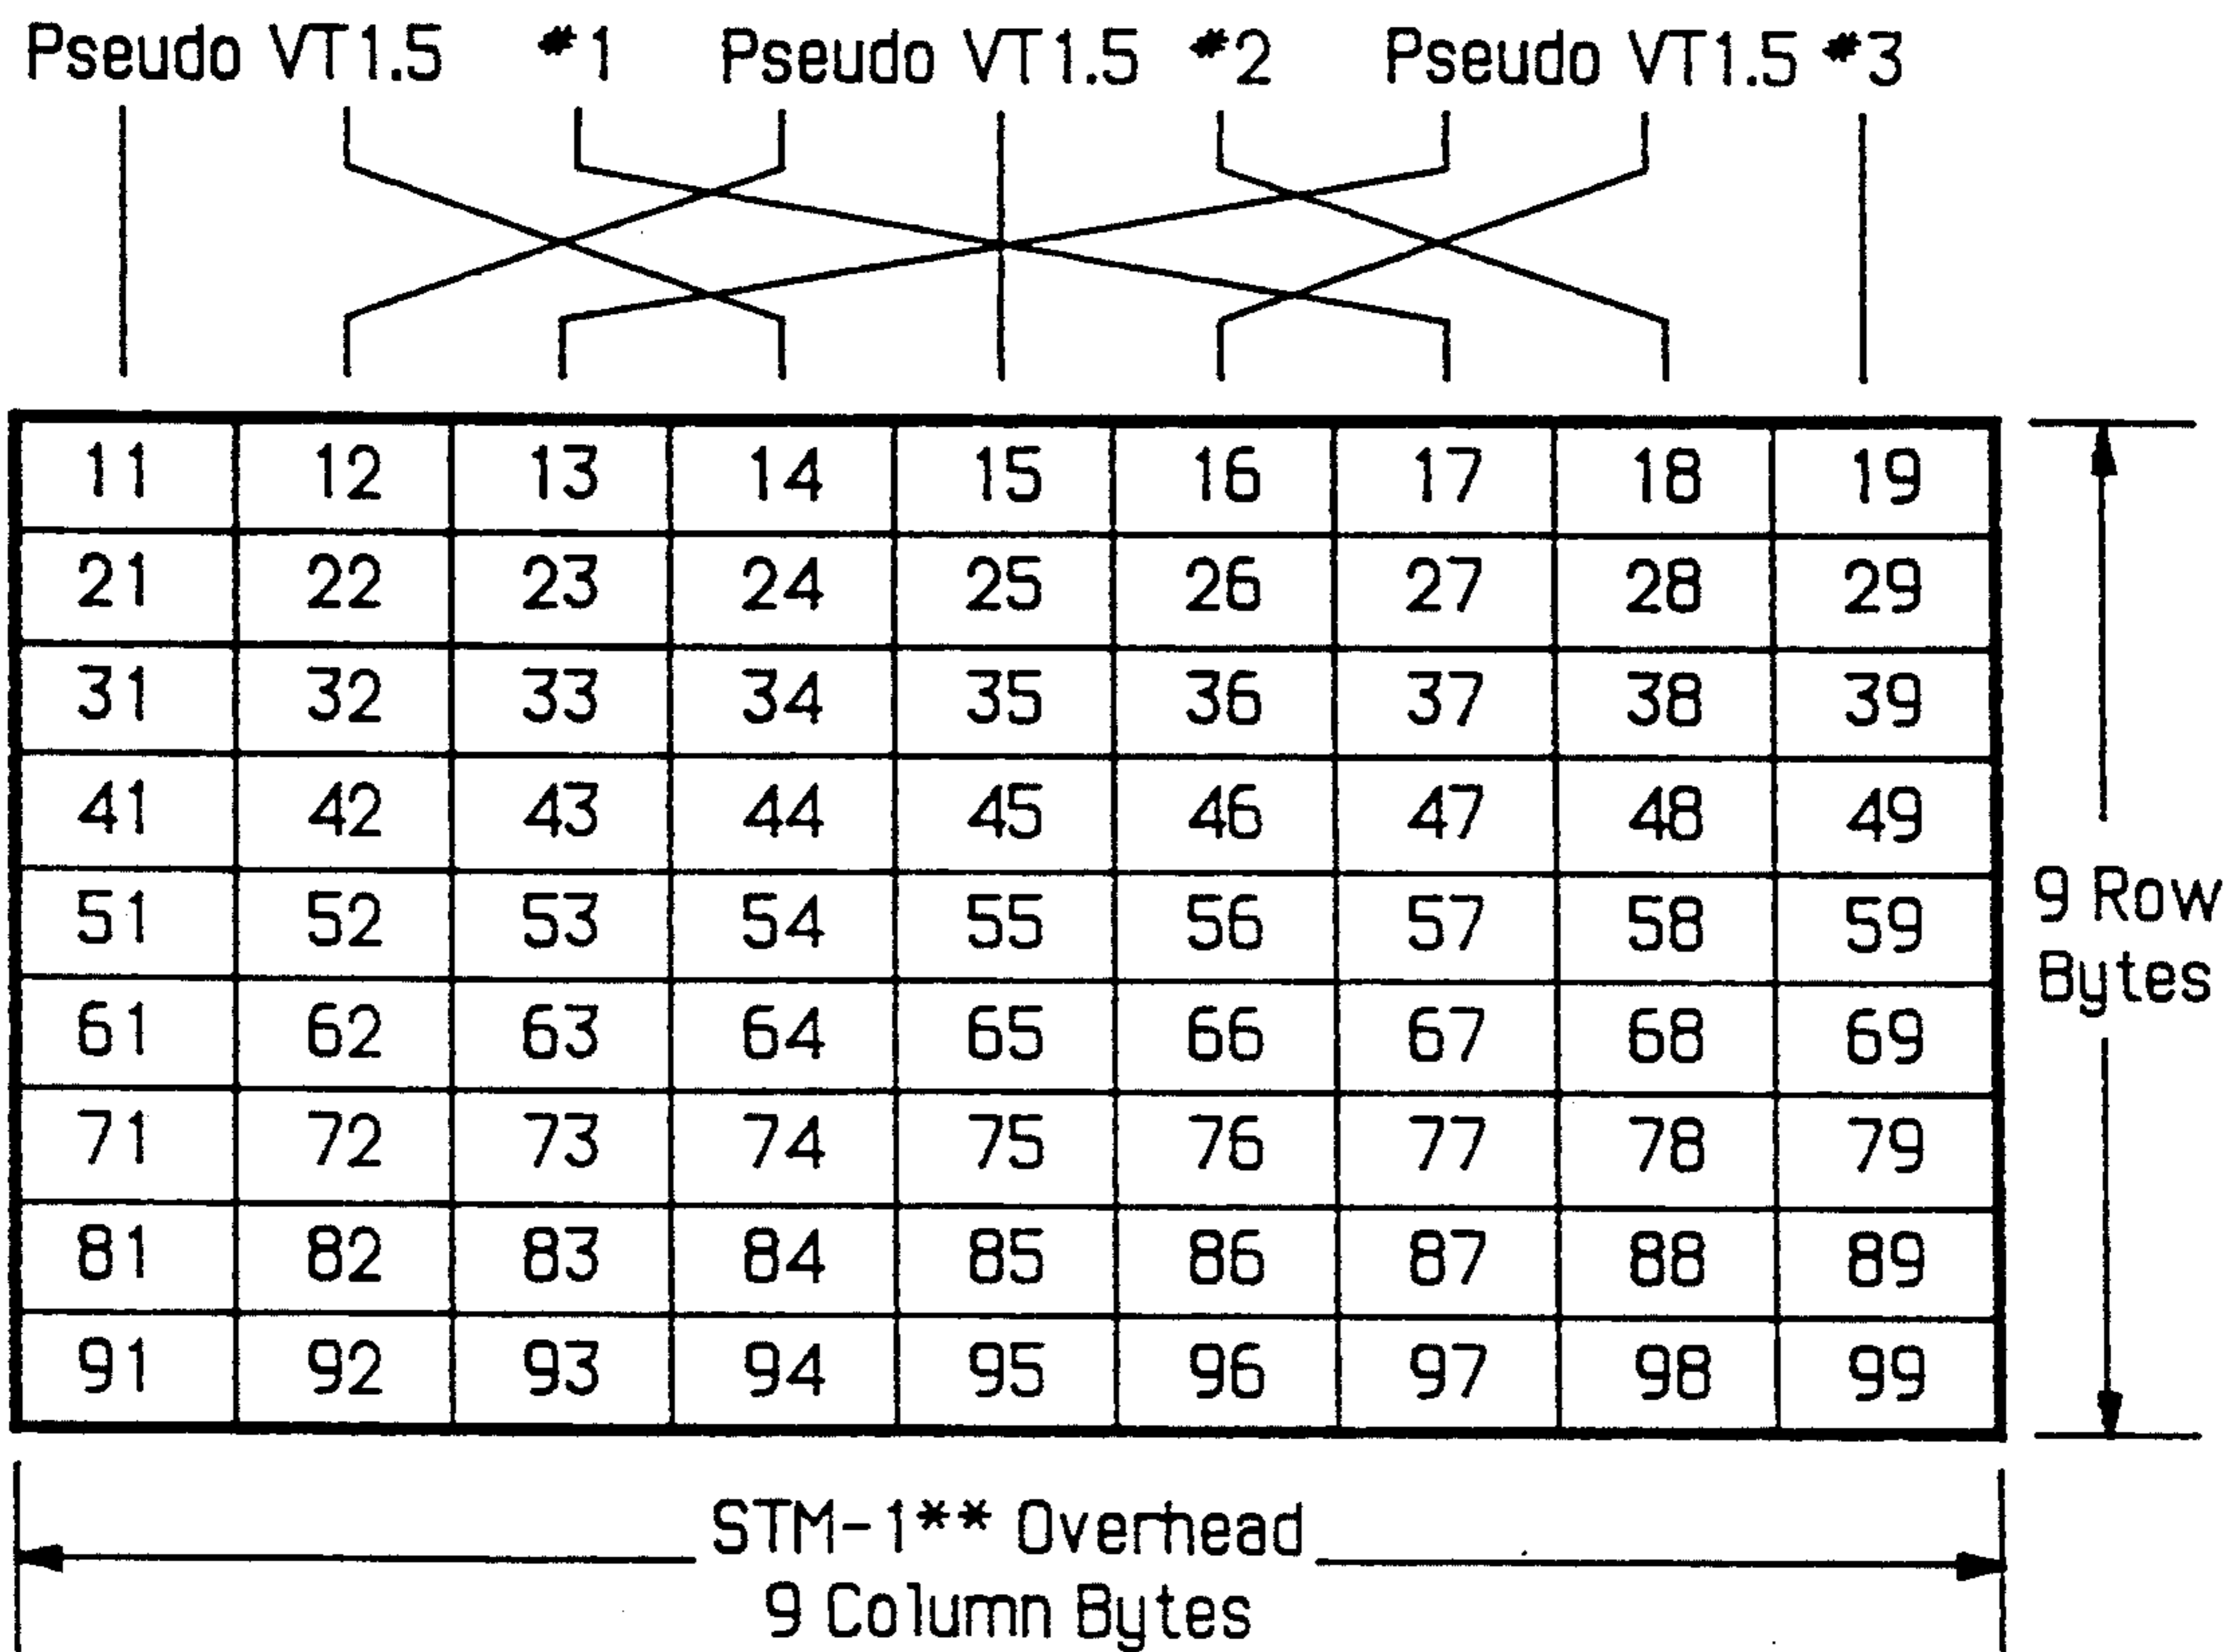 Pseudo VT1.5 #1 Pseudo VT1.5 #2 Pseudo VT1.5 #3
11 12 13 14 15 16 17 18 19
21 22 23 24 25 26 27 28 29
31 32 33 34 35 36 37 38 39
41 42 43 44 45 46 47 48 49
51 52 53 54 55 56 57 58 59
61 62 63 64 65 66 67 68 69
71 72 73 74 75 76 77 78 79
81 82 83 84 85 86 87 88 89
91 92 93 94 95 96 97 98 99
9 Row
Bytes
STM-1** Overhead
9 Column Bytes